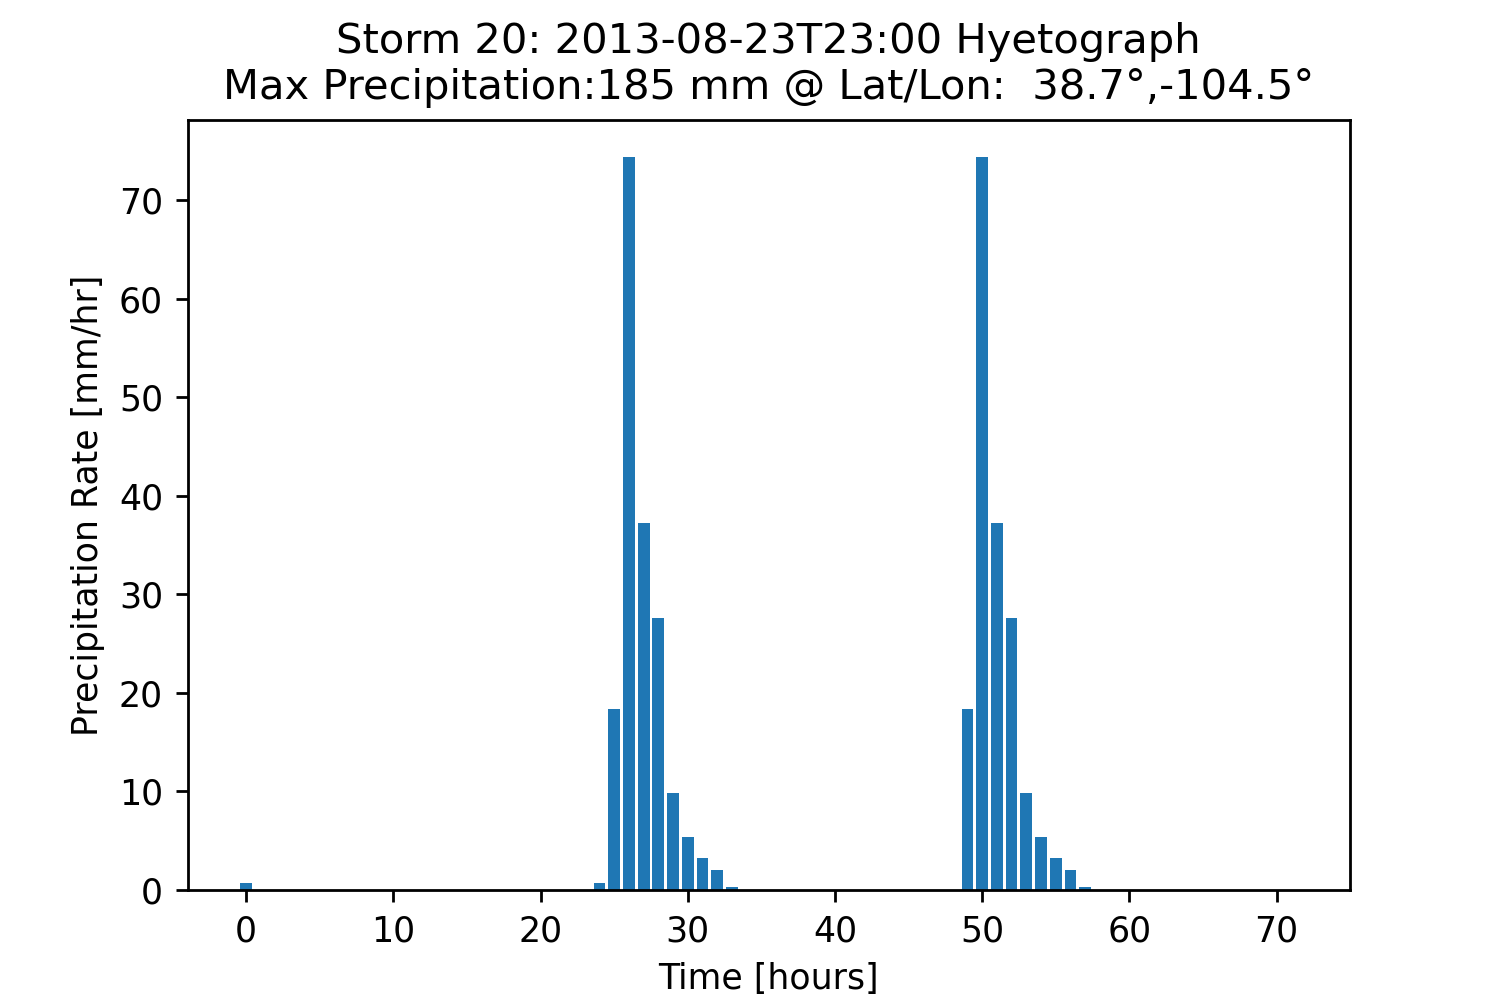 Storm 20: 2013-08-23T23:00 Hyetograph
Max Precipitation:185 mm @ Lat/Lon:  38.7°,-104.5°
Precipitation Rate [mm/hr]
70
60
50
40
30
20
10
0
0 10 20 30 40 50 60 70
Time [hours]